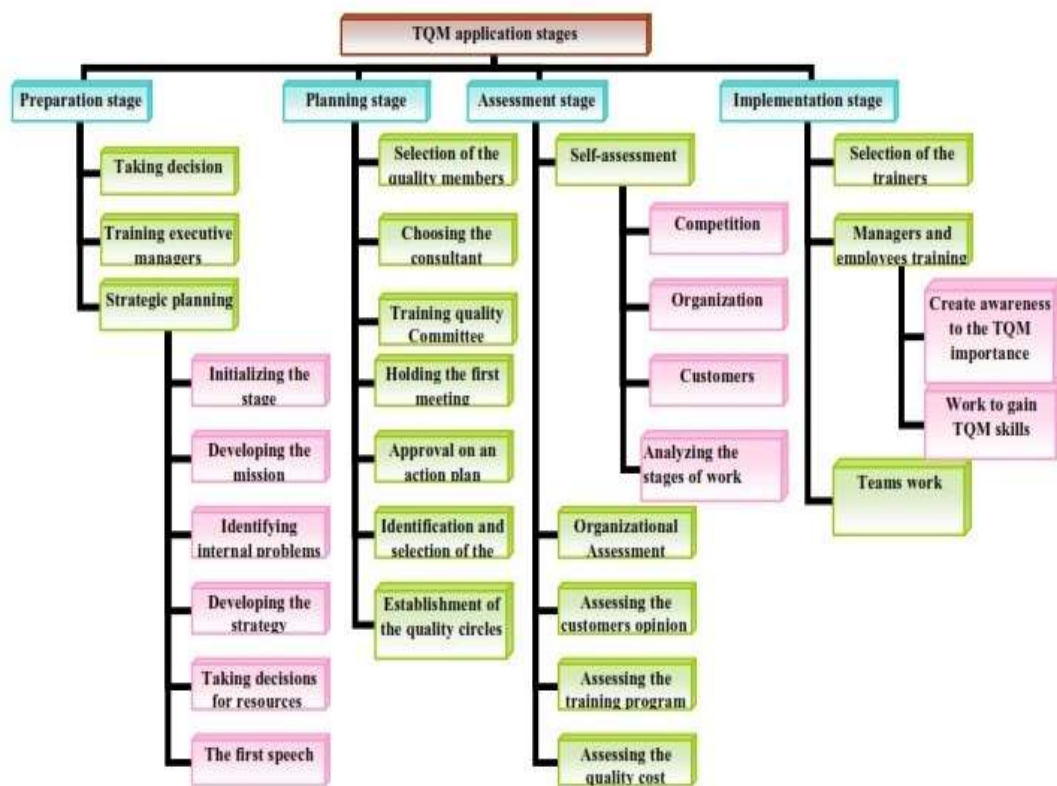 TQM application stages
Preparation stage
Taking decision
Training executive
managers
Strategic planning
Initializing the
stage
Developing the
mission
Identifying
internal problems
Developing the
strategy
Taking decisions
for resources
The first speech
Planning stage
Selection of the
quality members
Choosing the
consultant
Training quality
Committee
Holding the first
meeting
Approval on an
action plan
Identification and
selection of the
Establishment of
the quality circles
Assessment stage
Self-assessment
Competition
Organization
Customers
Analyzing the
stages of work
Organizational
Assessment
Assessing the
customers opinion
Assessing the
training program
Assessing the
quality cost
Implementation stage
Selection of the
trainers
Managers and
employees training
Create awareness
to the TQM
importance
Work to gain
TQM skills
Teams work